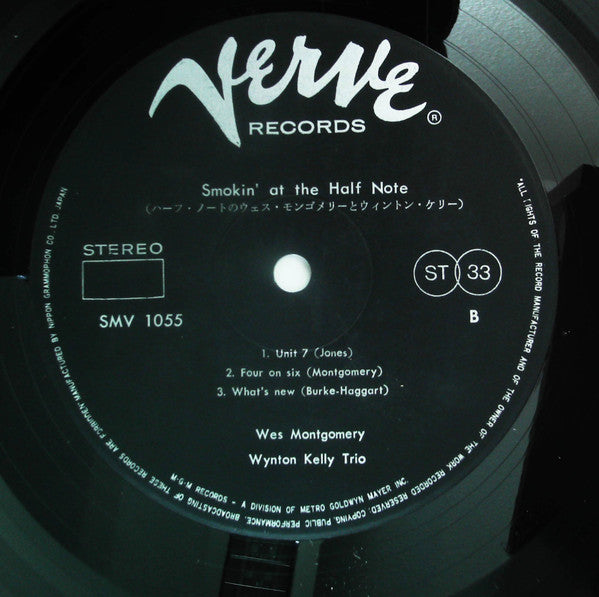 Verve
RECORDS ®
Smokin' at the Half Note
(ハーフ・ノートのウェス・モンゴメリーとウィントン・ケリー)
STEREO
SMV 1055
ST 33
B
1. Unit 7 (Jones)
2. Four on six (Montgomery)
3. What's new (Burke-Haggart)
Wes Montgomery
Wynton Kelly Trio
M-G-M RECORDS - A DIVISION OF METRO GOLDWYN MAYER INC.
"ALL RIGHTS OF THE RECORD MANUFACTURER AND OF THE OWNER OF THE WORK RESERVED. COPYING, PUBLIC PERFORMANCE, BROADCASTING OF THESE RECORDS ARE FORBIDDEN" MANUFACTURED BY NIPPON GRAMMOPHON CO. LTD. JAPAN